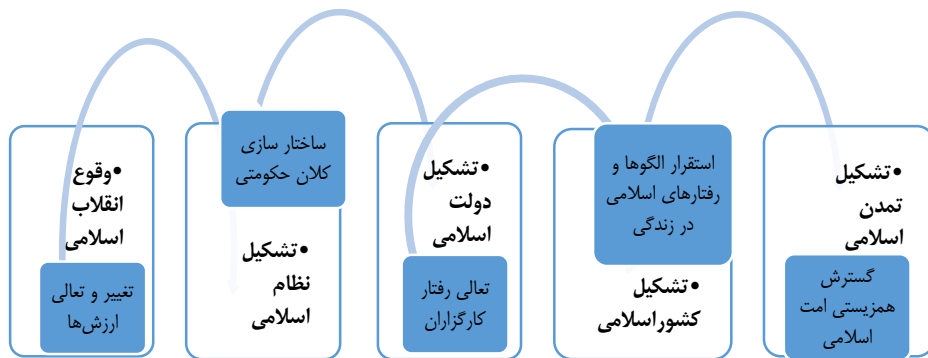 •وقوع
انقلاب
اسلامی
تغییر و تعالی
ارزش‌ها
ساختار سازی
کلان حکومتی
•تشکیل
نظام
اسلامی
•تشکیل
دولت
اسلامی
تعالی رفتار
کارگزاران
استقرار الگوها و
رفتارهای اسلامی
در زندگی
•تشکیل
کشوراسلامی
•تشکیل
تمدن
اسلامی
گسترش
همزیستی امت
اسلامی